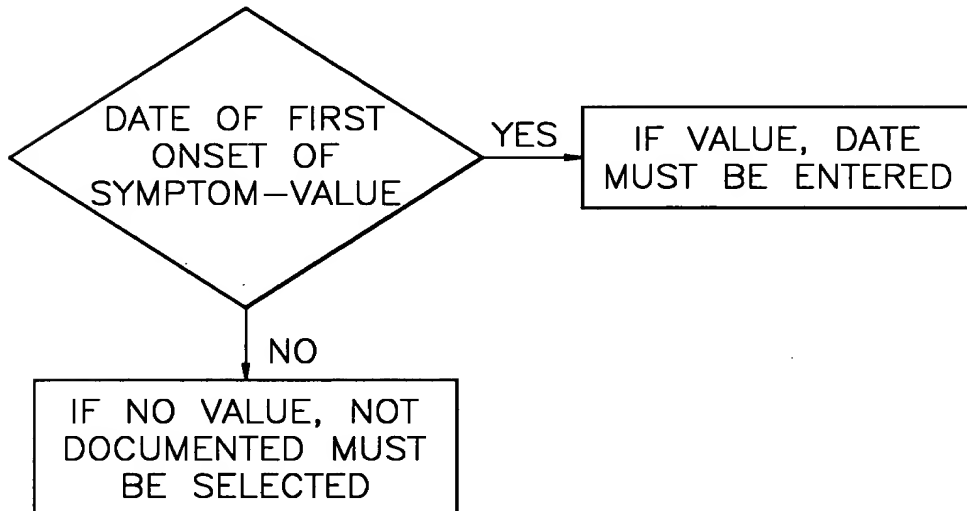 DATE OF FIRST
ONSET OF
SYMPTOM–VALUE
YES
IF VALUE, DATE
MUST BE ENTERED
NO
IF NO VALUE, NOT
DOCUMENTED MUST
BE SELECTED